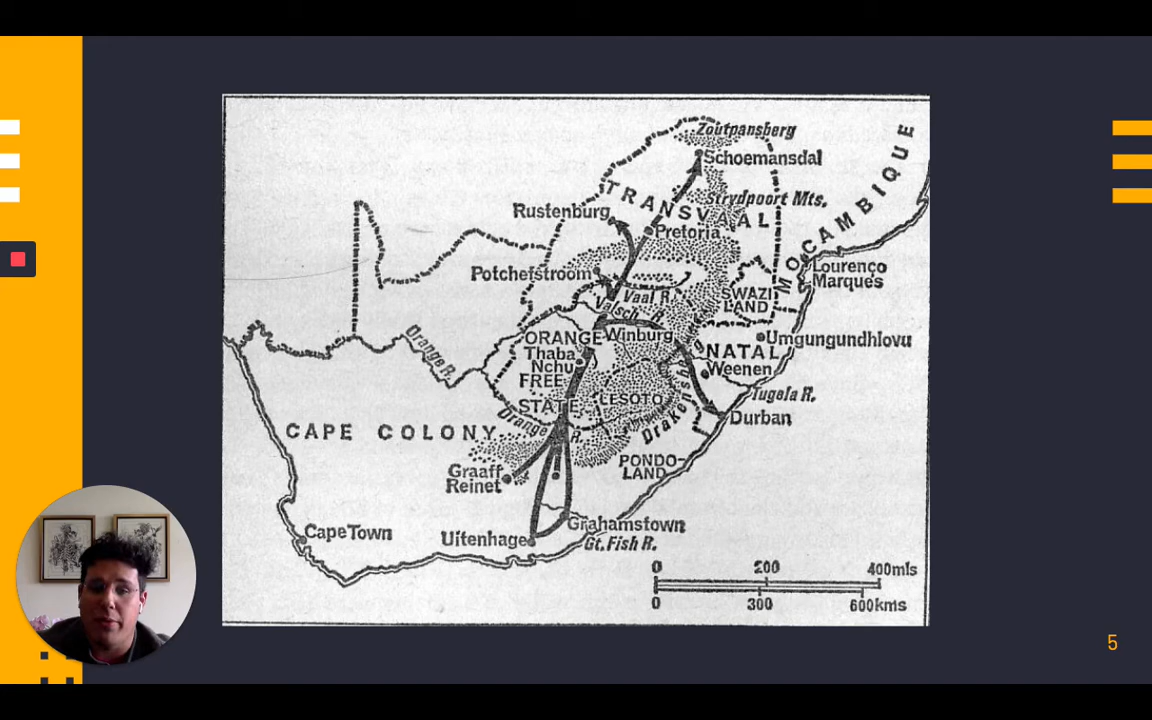 Zoutpansberg
Schoemansdal
TRANSVAAL
Strydpoort Mts.
MOÇAMBIQUE
Rustenburg
Pretoria
Potchefstroom
Lourenço
Marques
Vaal R.
SWAZI
LAND
Valsch R.
ORANGE
Winburg
Umgungundhlovu
Orange R.
Thaba
Nchu
FREE
NATAL
Weenen
STATE
LESOTO
Tugela R.
Drakensb
Durban
Orange R.
CAPE COLONY
PONDO-
LAND
Graaff
Reinet
Cape Town
Uitenhage
Grahamstown
Gt. Fish R.
0 200 400mls
0 300 600kms
5